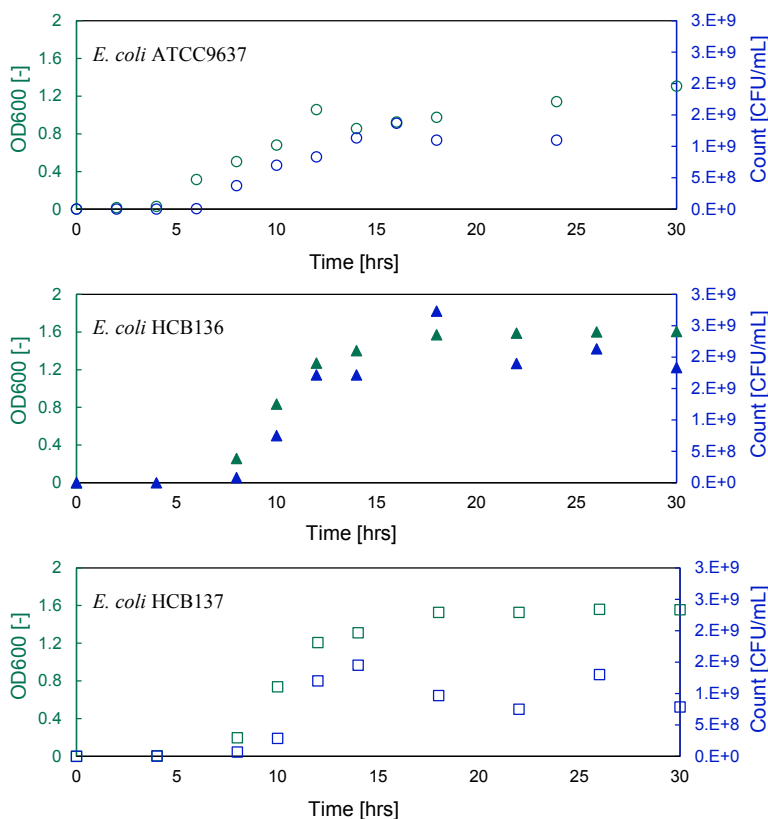 E. coli ATCC9637
OD600 [-]
2
1.6
1.2
0.8
0.4
0
3.E+9
3.E+9
2.E+9
2.E+9
1.E+9
5.E+8
0.E+0
Count [CFU/mL]
0 5 10 15 20 25 30
Time [hrs]
E. coli HCB136
OD600 [-]
2
1.6
1.2
0.8
0.4
0
3.E+9
3.E+9
2.E+9
2.E+9
1.E+9
5.E+8
0.E+0
Count [CFU/mL]
0 5 10 15 20 25 30
Time [hrs]
E. coli HCB137
OD600 [-]
2
1.6
1.2
0.8
0.4
0
3.E+9
3.E+9
2.E+9
2.E+9
1.E+9
5.E+8
0.E+0
Count [CFU/mL]
0 5 10 15 20 25 30
Time [hrs]